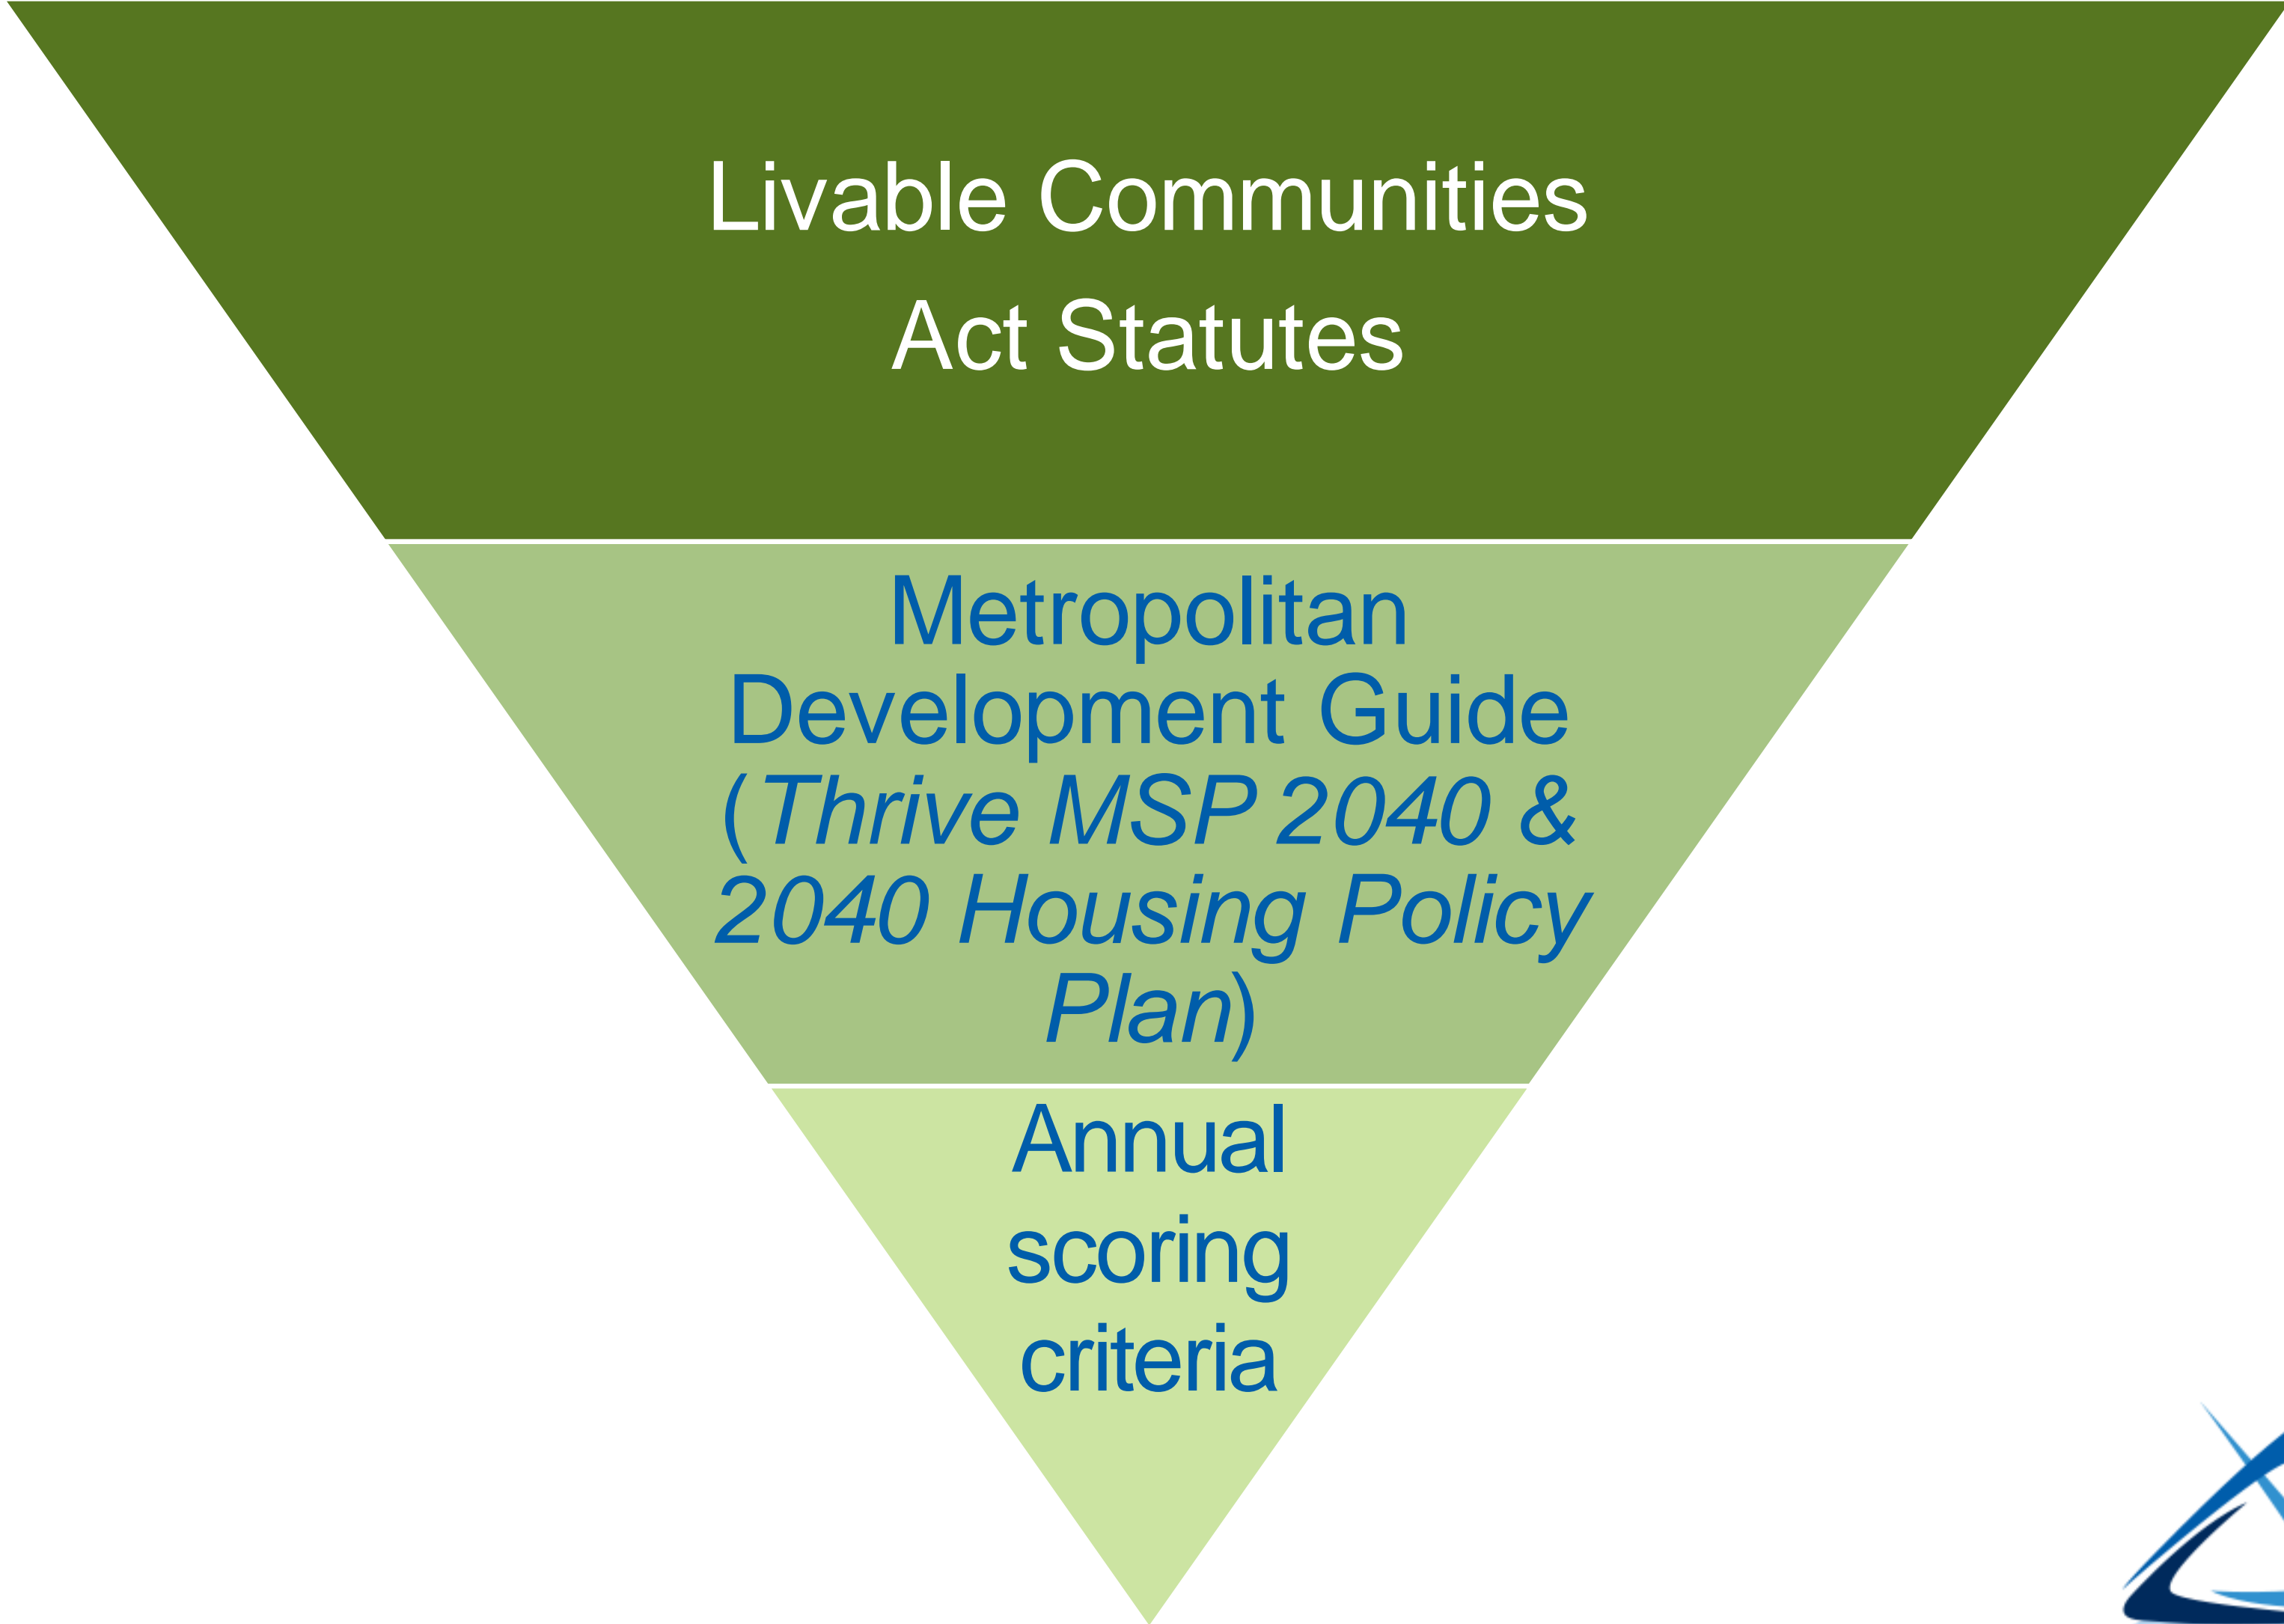 Livable Communities
Act Statutes
Metropolitan
Development Guide
(Thrive MSP 2040 &
2040 Housing Policy
Plan)
Annual
scoring
criteria